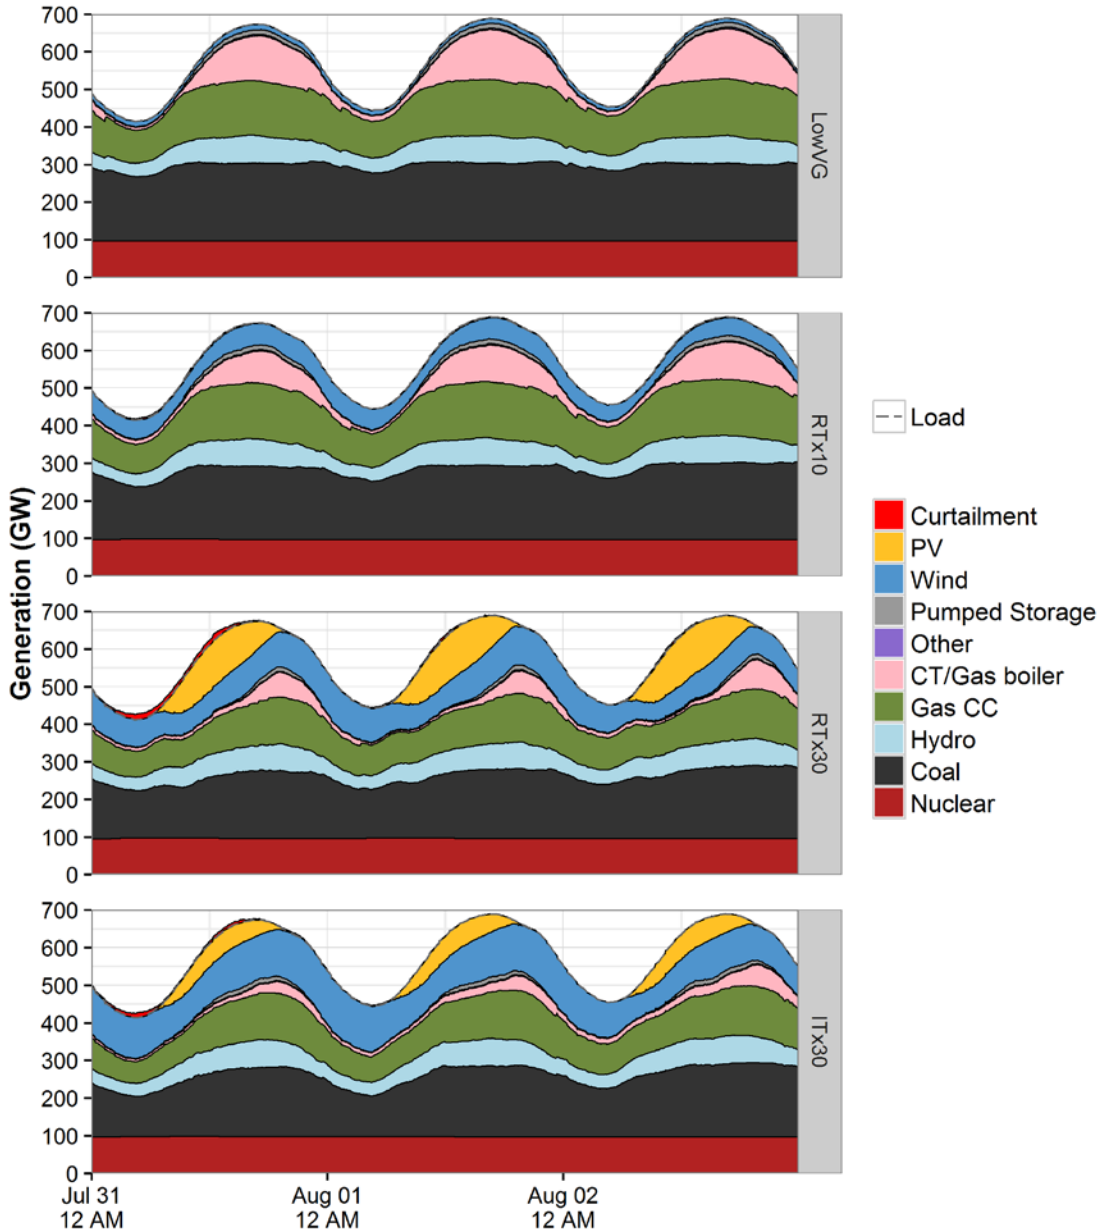 Generation (GW)
700
600
500
400
300
200
100
0
LowVG
700
600
500
400
300
200
100
0
RTx10
700
600
500
400
300
200
100
0
RTx30
700
600
500
400
300
200
100
0
ITx30
Jul 31
12 AM
Aug 01
12 AM
Aug 02
12 AM
Load
Curtailment
PV
Wind
Pumped Storage
Other
CT/Gas boiler
Gas CC
Hydro
Coal
Nuclear